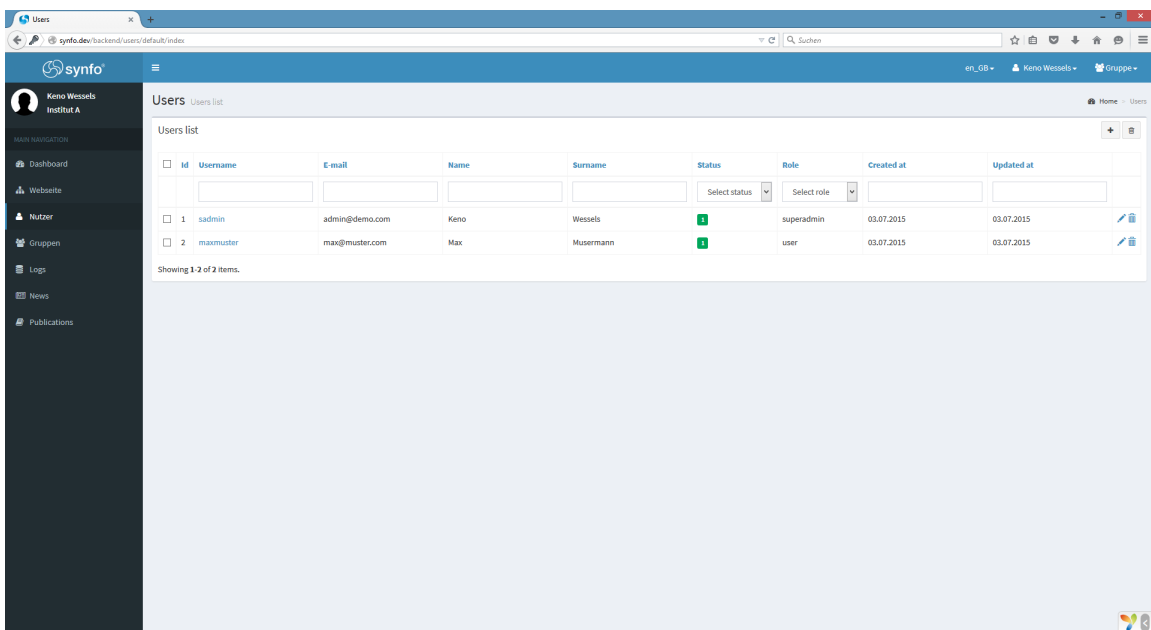 Users
synfo.dev/backend/users/default/index
Suchen
synfo
en_GB
Keno Wessels
Gruppe
Keno Wessels
Institut A
MAIN NAVIGATION
Dashboard
Webseite
Nutzer
Gruppen
Logs
News
Publications
Users Users list
Home > Users
Users list
Id Username E-mail Name Surname Status Role Created at Updated at
Select status Select role
1 sadmin admin@demo.com Keno Wessels 1 superadmin 03.07.2015 03.07.2015
2 maxmuster max@muster.com Max Musermann 1 user 03.07.2015 03.07.2015
Showing 1-2 of 2 items.